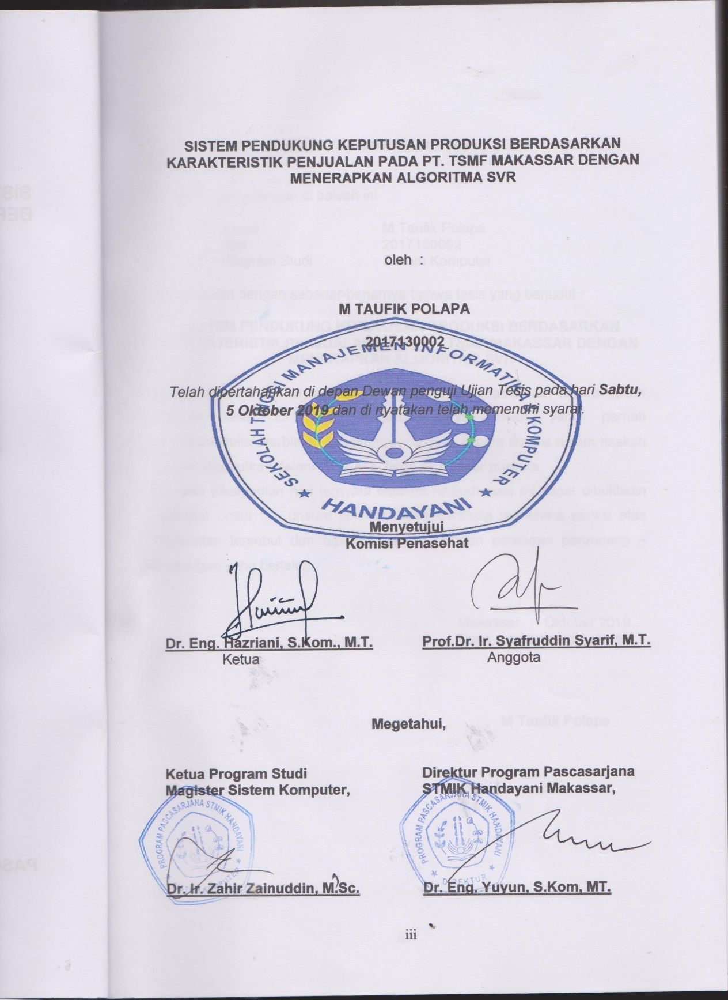 SISTEM PENDUKUNG KEPUTUSAN PRODUKSI BERDASARKAN
KARAKTERISTIK PENJUALAN PADA PT. TSMF MAKASSAR DENGAN
MENERAPKAN ALGORITMA SVR
oleh :
M TAUFIK POLAPA
2017130002
SEKOLAH TINGGI MANAJEMEN INFORMATIKA & KOMPUTER
Telah dipertahankan di depan Dewan penguji Ujian Tesis pada hari Sabtu,
5 Oktober 2019 dan di nyatakan telah memenuhi syarat.
HANDAYANI
Menyetujui
Komisi Penasehat
Dr. Eng. Hazriani, S.Kom., M.T.
Ketua
Prof.Dr. Ir. Syafruddin Syarif, M.T.
Anggota
Megetahui,
Ketua Program Studi
Magister Sistem Komputer,
Direktur Program Pascasarjana
STMIK Handayani Makassar,
PROGRAM PASCASARJANA STMIK HANDAYANI
PROGRAM PASCASARJANA STMIK HANDAYANI
DIREKTUR
Dr. Ir. Zahir Zainuddin, M.Sc.
Dr. Eng. Yuyun, S.Kom, MT.
iii